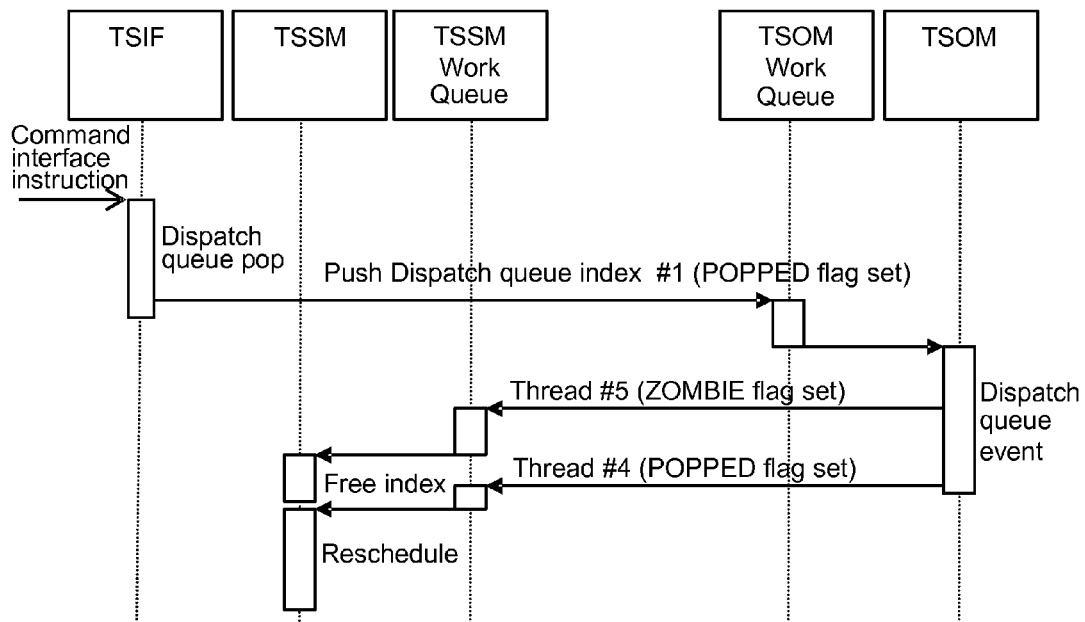 TSIF
TSSM
TSSM
Work
Queue
TSOM
Work
Queue
TSOM
Command
interface
instruction
Dispatch
queue pop
Push Dispatch queue index #1 (POPPED flag set)
Thread #5 (ZOMBIE flag set)
Dispatch
queue
event
Thread #4 (POPPED flag set)
Free index
Reschedule